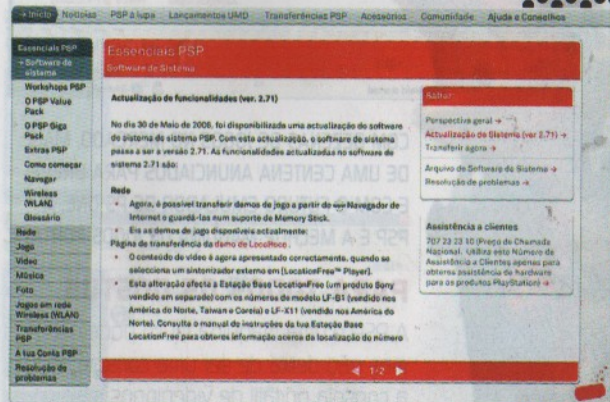 Início Notícias PSP à lupa Lançamentos UMD Transferências PSP Acessórios Comunidade Ajuda e Conselhos
Essenciais PSP
Software de
sistema
Workshops PSP
O PSP Value
Pack
O PSP Giga
Pack
Extras PSP
Como começar
Navegar
Wireless
(WLAN)
Glossário
Rede
Jogo
Vídeo
Música
Foto
Jogos em rede
Wireless (WLAN)
Transferências
PSP
A tua Conta PSP
Resolução de
problemas
Essenciais PSP
Software de Sistema
Actualização de funcionalidades (ver. 2.71)
No dia 30 de Maio de 2006, foi disponibilizada uma actualização do software
de sistema do sistema PSP. Com esta actualização, o software de sistema
passa a ser a versão 2.71. As funcionalidades actualizadas no software de
sistema 2.71 são:
Rede
• Agora, é possível transferir demos de jogo a partir do seu Navegador de
Internet e guardá-las num suporte de Memory Stick.
• Eis as demos de jogo disponíveis actualmente:
Página de transferência da demo de LocoRoco.
• O conteúdo de vídeo é agora apresentado correctamente, quando se
selecciona um sintonizador externo em [LocationFree™ Player].
• Esta alteração afecta a Estação Base LocationFree (um produto Sony
vendido em separado) com os números de modelo LF-B1 (vendido nos
América do Norte, Taiwan e Coreia) e LF-X11 (vendido nos América do
Norte). Consulta o manual de instruções da tua Estação Base
LocationFree para obteres informação acerca da localização do número
1-2
Saltar:
Perspectiva geral
Actualização de Sistema (ver 2.71)
Transferir agora
Arquivo de Software de Sistema
Resolução de problemas
Assistência a clientes
707 23 23 10 (Preço de Chamada
Nacional. Utiliza este Número de
Assistência a Clientes apenas para
obteres assistência de hardware
para os produtos PlayStation)